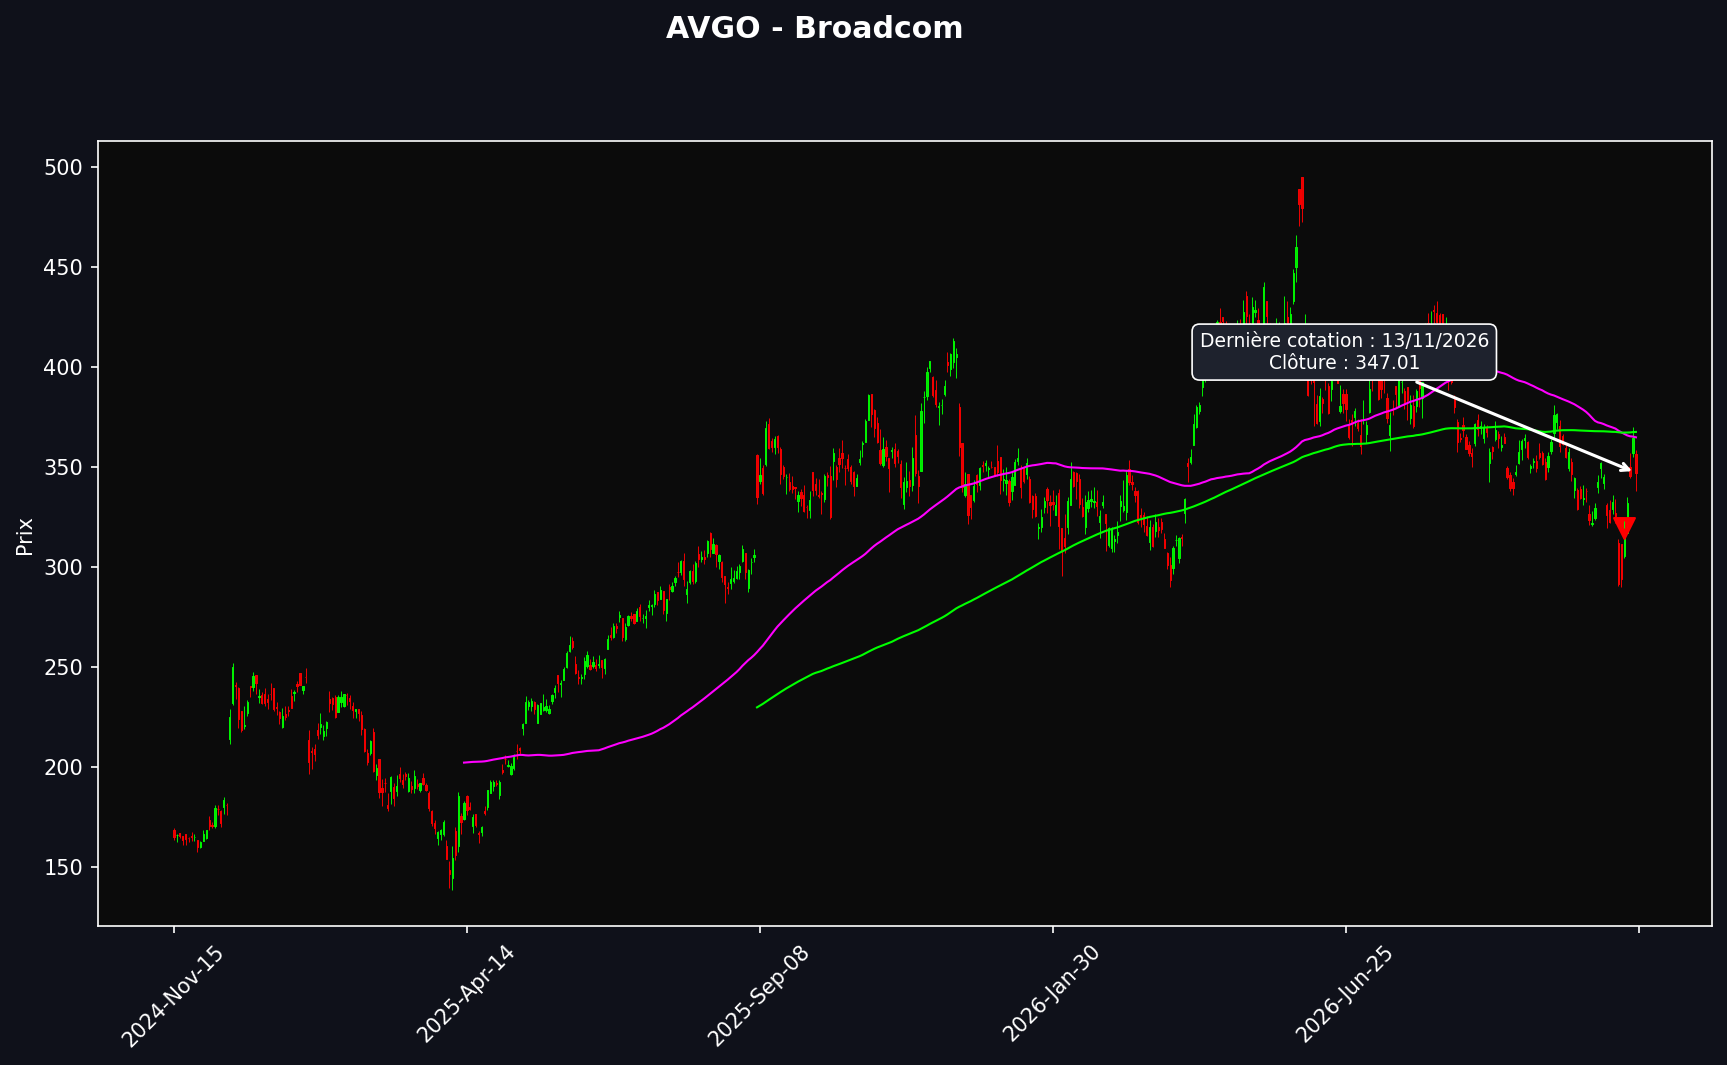 AVGO - Broadcom
500
450
400
350
300
250
200
150
Prix
Dernière cotation : 13/11/2026
Clôture : 347.01
2024-Nov-15
2025-Apr-14
2025-Sep-08
2026-Jan-30
2026-Jun-25